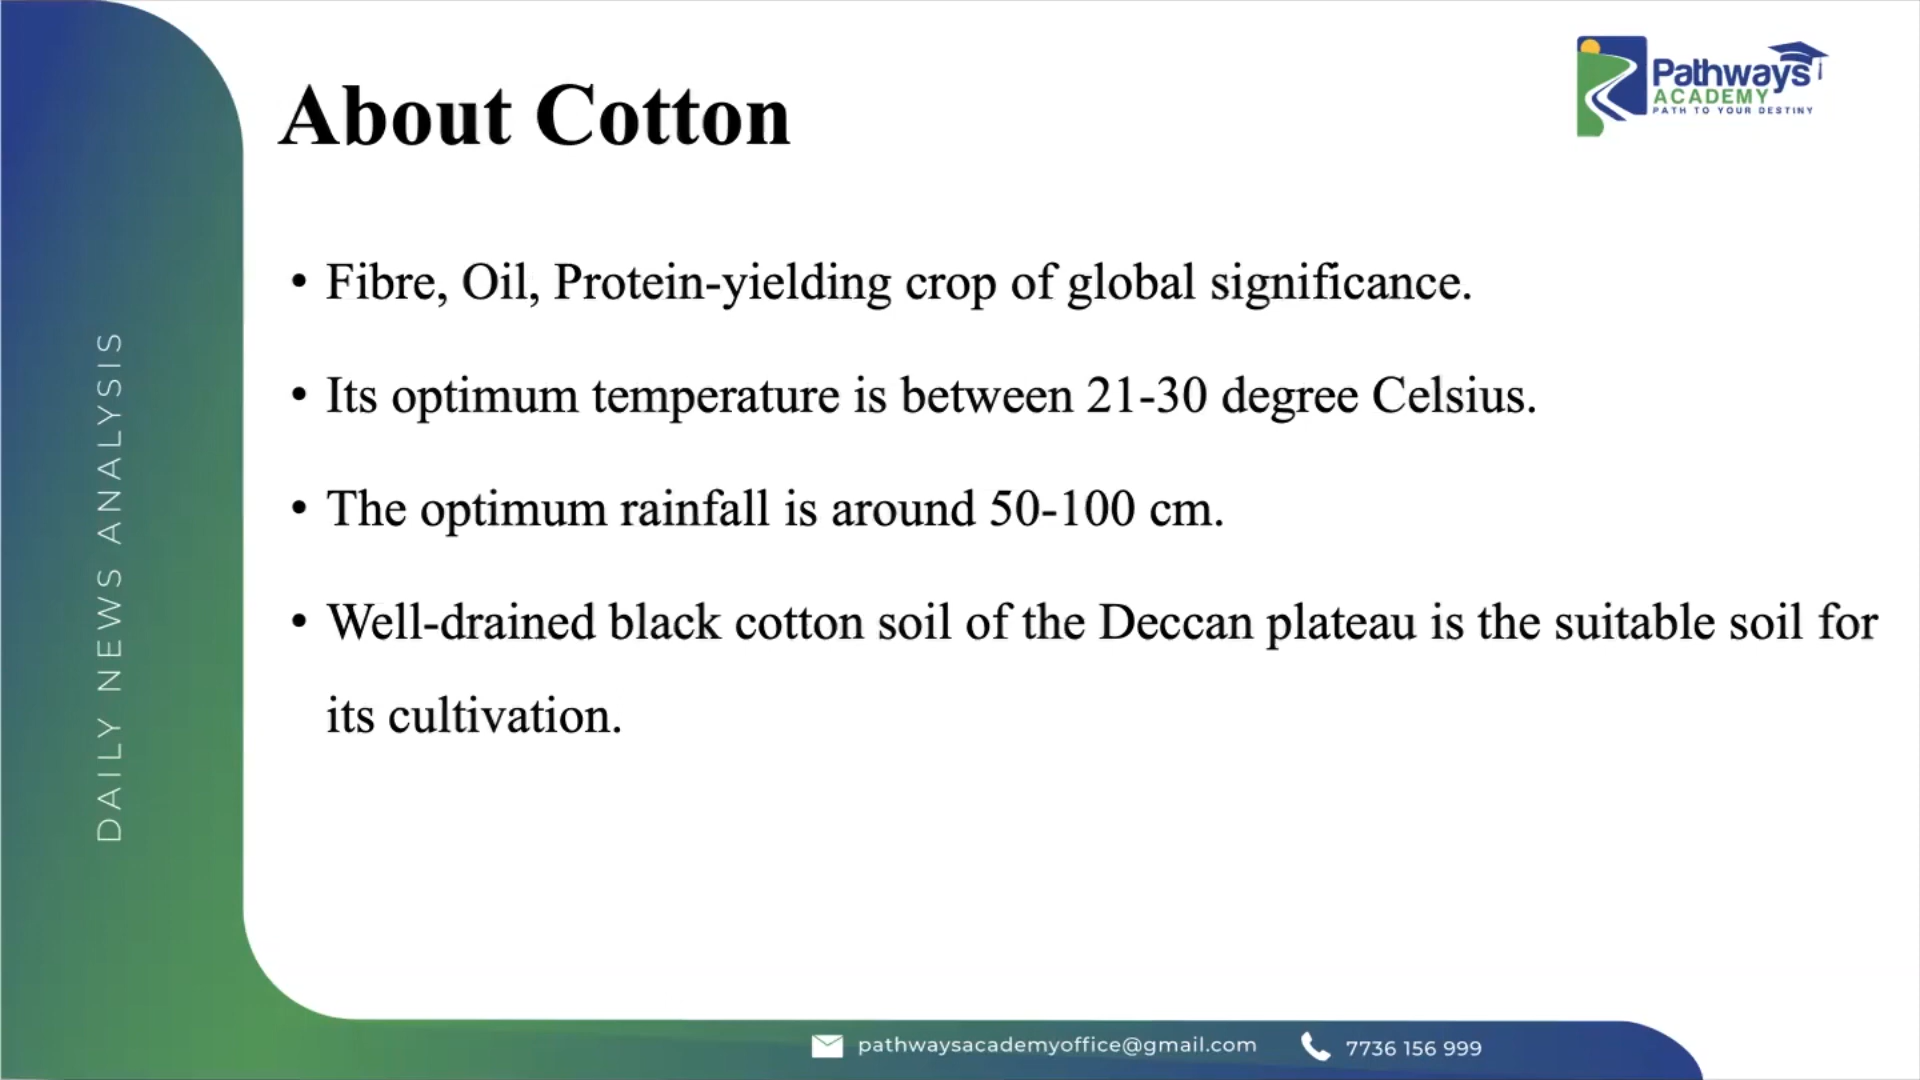 About Cotton
Pathways
ACADEMY
PATH TO YOUR DESTINY
• Fibre, Oil, Protein-yielding crop of global significance.
• Its optimum temperature is between 21-30 degree Celsius.
• The optimum rainfall is around 50-100 cm.
• Well-drained black cotton soil of the Deccan plateau is the suitable soil for
its cultivation.
DAILY NEWS ANALYSIS
pathwaysacademyoffice@gmail.com
7736 156 999